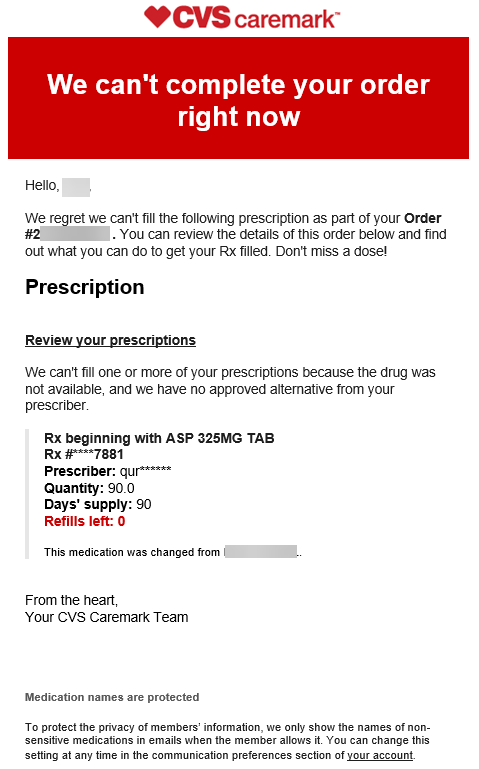 CVS caremark™
We can't complete your order
right now
Hello,
We regret we can't fill the following prescription as part of your Order
#2 . You can review the details of this order below and find
out what you can do to get your Rx filled. Don't miss a dose!
Prescription
Review your prescriptions
We can't fill one or more of your prescriptions because the drug was
not available, and we have no approved alternative from your
prescriber.
Rx beginning with ASP 325MG TAB
Rx #****7881
Prescriber: qur******
Quantity: 90.0
Days' supply: 90
Refills left: 0
This medication was changed from ..
From the heart,
Your CVS Caremark Team
Medication names are protected
To protect the privacy of members' information, we only show the names of non-
sensitive medications in emails when the member allows it. You can change this
setting at any time in the communication preferences section of your account.